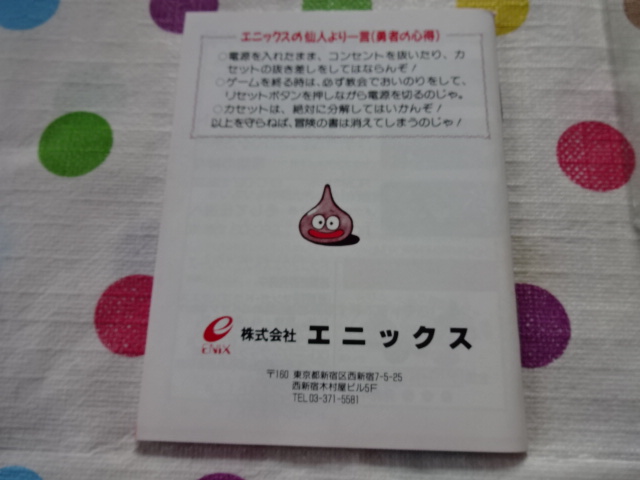 エニックスの仙人より一言(勇者の心得)
○電源を入れたまま、コンセントを抜いたり、カ
セットの抜き差しをしてはならんぞ！
○ゲームを終る時は、必ず教会でおいのりをして、
リセットボタンを押しながら電源を切るのじゃ。
○カセットは、絶対に分解してはいかんぞ！
以上を守らねば、冒険の書は消えてしまうのじゃ！
ENIX
株式会社 エニックス
〒160 東京都新宿区西新宿7-5-25
西新宿木村屋ビル5F
TEL 03-371-5581